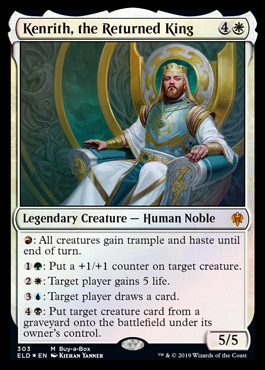 Kenrith, the Returned King 4
Legendary Creature — Human Noble
: All creatures gain trample and haste until
end of turn.
1 : Put a +1/+1 counter on target creature.
2 : Target player gains 5 life.
3 : Target player draws a card.
4 : Put target creature card from a
graveyard onto the battlefield under its
owner's control.
5/5
303 M Buy-a-Box
ELD EN KIERAN YANNER
™ & © 2019 Wizards of the Coast